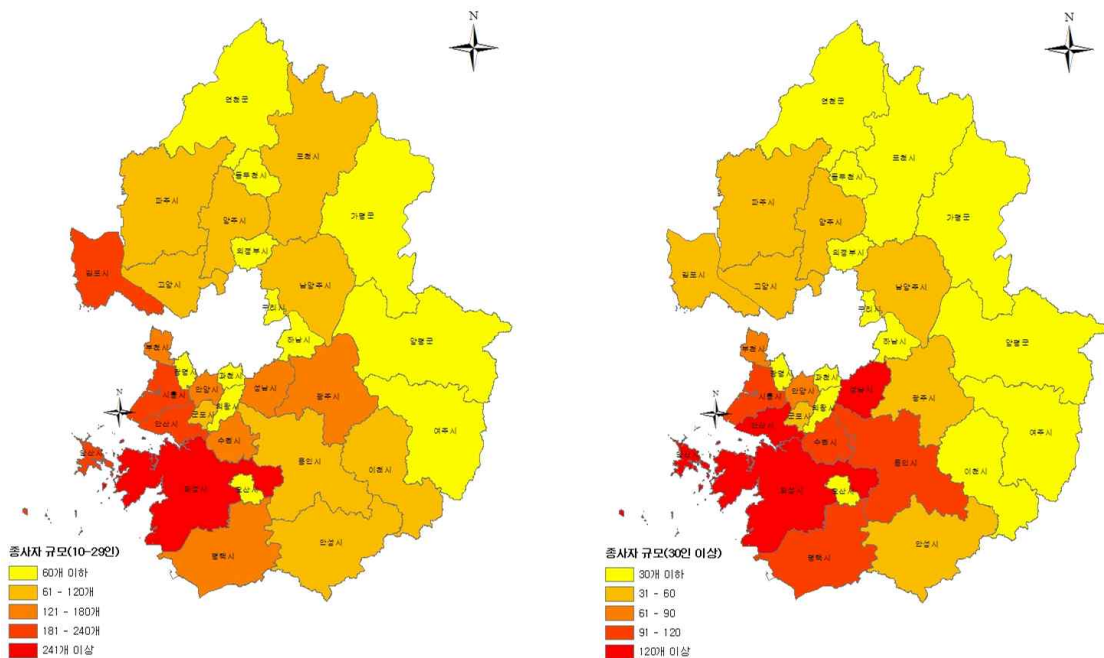 N
연천군
포천시
동두천시
파주시
양주시
가평군
의정부시
김포시
고양시
남양주시
구리시
하남시
양평군
부천시
광명시
과천시
시흥시
안양시
성남시
광주시
의왕시
군포시
안산시
수원시
여주시
용인시
이천시
안산시
화성시
오산시
안성시
평택시
N
종사자 규모(10-29인)
60개 이하
61 - 120개
121 - 180개
181 - 240개
241개 이상
N
연천군
포천시
동두천시
파주시
양주시
가평군
의정부시
김포시
고양시
남양주시
구리시
하남시
양평군
부천시
광명시
과천시
시흥시
안양시
성남시
광주시
의왕시
군포시
안산시
수원시
여주시
용인시
이천시
안산시
화성시
오산시
안성시
평택시
N
종사자 규모(30인 이상)
30개 이하
31 - 60
61 - 90
91 - 120
120개 이상